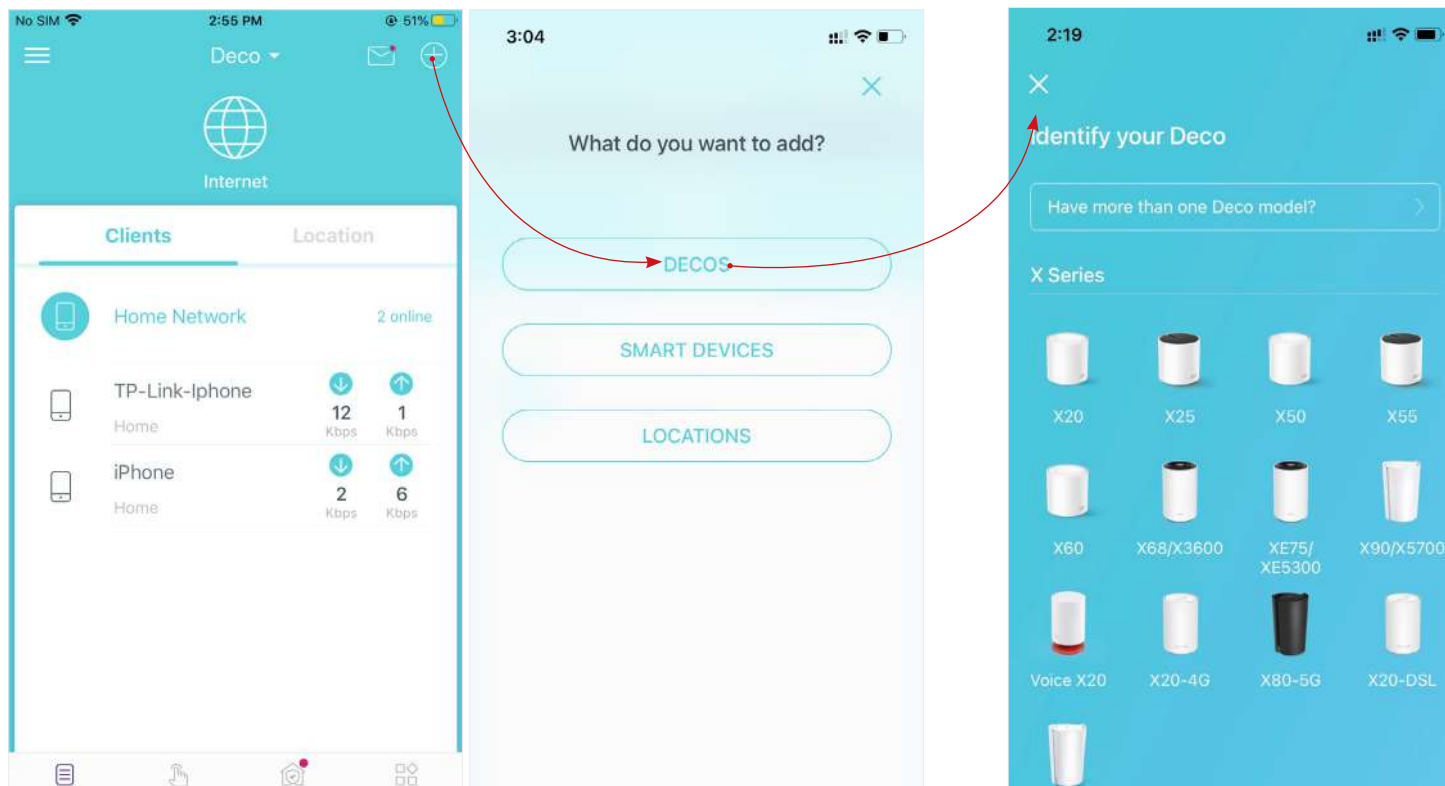 No SIM 2:55 PM 51%
Deco
Internet
Clients Location
Home Network 2 online
TP-Link-Iphone 12 1
Home Kbps Kbps
iPhone 2 6
Home Kbps Kbps
3:04
What do you want to add?
DECOS
SMART DEVICES
LOCATIONS
2:19
Identify your Deco
Have more than one Deco model?
X Series
X20 X25 X50 X55
X60 X68/X3600 XE75/ X90/X5700
XE5300
Voice X20 X20-4G X80-5G X20-DSL